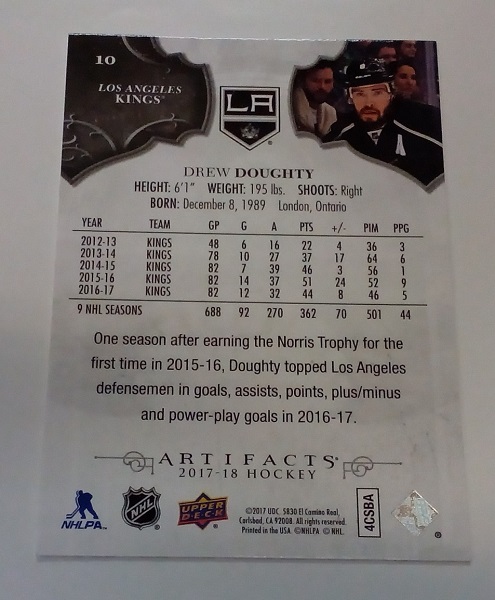 10
LOS ANGELES
KINGS®
LA
DREW DOUGHTY
HEIGHT: 6'1" WEIGHT: 195 lbs. SHOOTS: Right
BORN: December 8, 1989 London, Ontario
YEAR TEAM GP G A PTS +/- PIM PPG
2012-13 KINGS 48 6 16 22 4 36 3
2013-14 KINGS 78 10 27 37 17 64 6
2014-15 KINGS 82 7 39 46 3 56 1
2015-16 KINGS 82 14 37 51 24 52 9
2016-17 KINGS 82 12 32 44 8 46 5
9 NHL SEASONS 688 92 270 362 70 501 44
One season after earning the Norris Trophy for the
first time in 2015-16, Doughty topped Los Angeles
defensemen in goals, assists, points, plus/minus
and power-play goals in 2016-17.
ARTIFACTS®
2017-18 HOCKEY
NHLPA™
NHL
UPPER
DECK
©2017 UDC. 5830 El Camino Real,
Carlsbad, CA 92008. All rights reserved.
Printed in the USA. ©NHLPA © NHL.
4CSBA